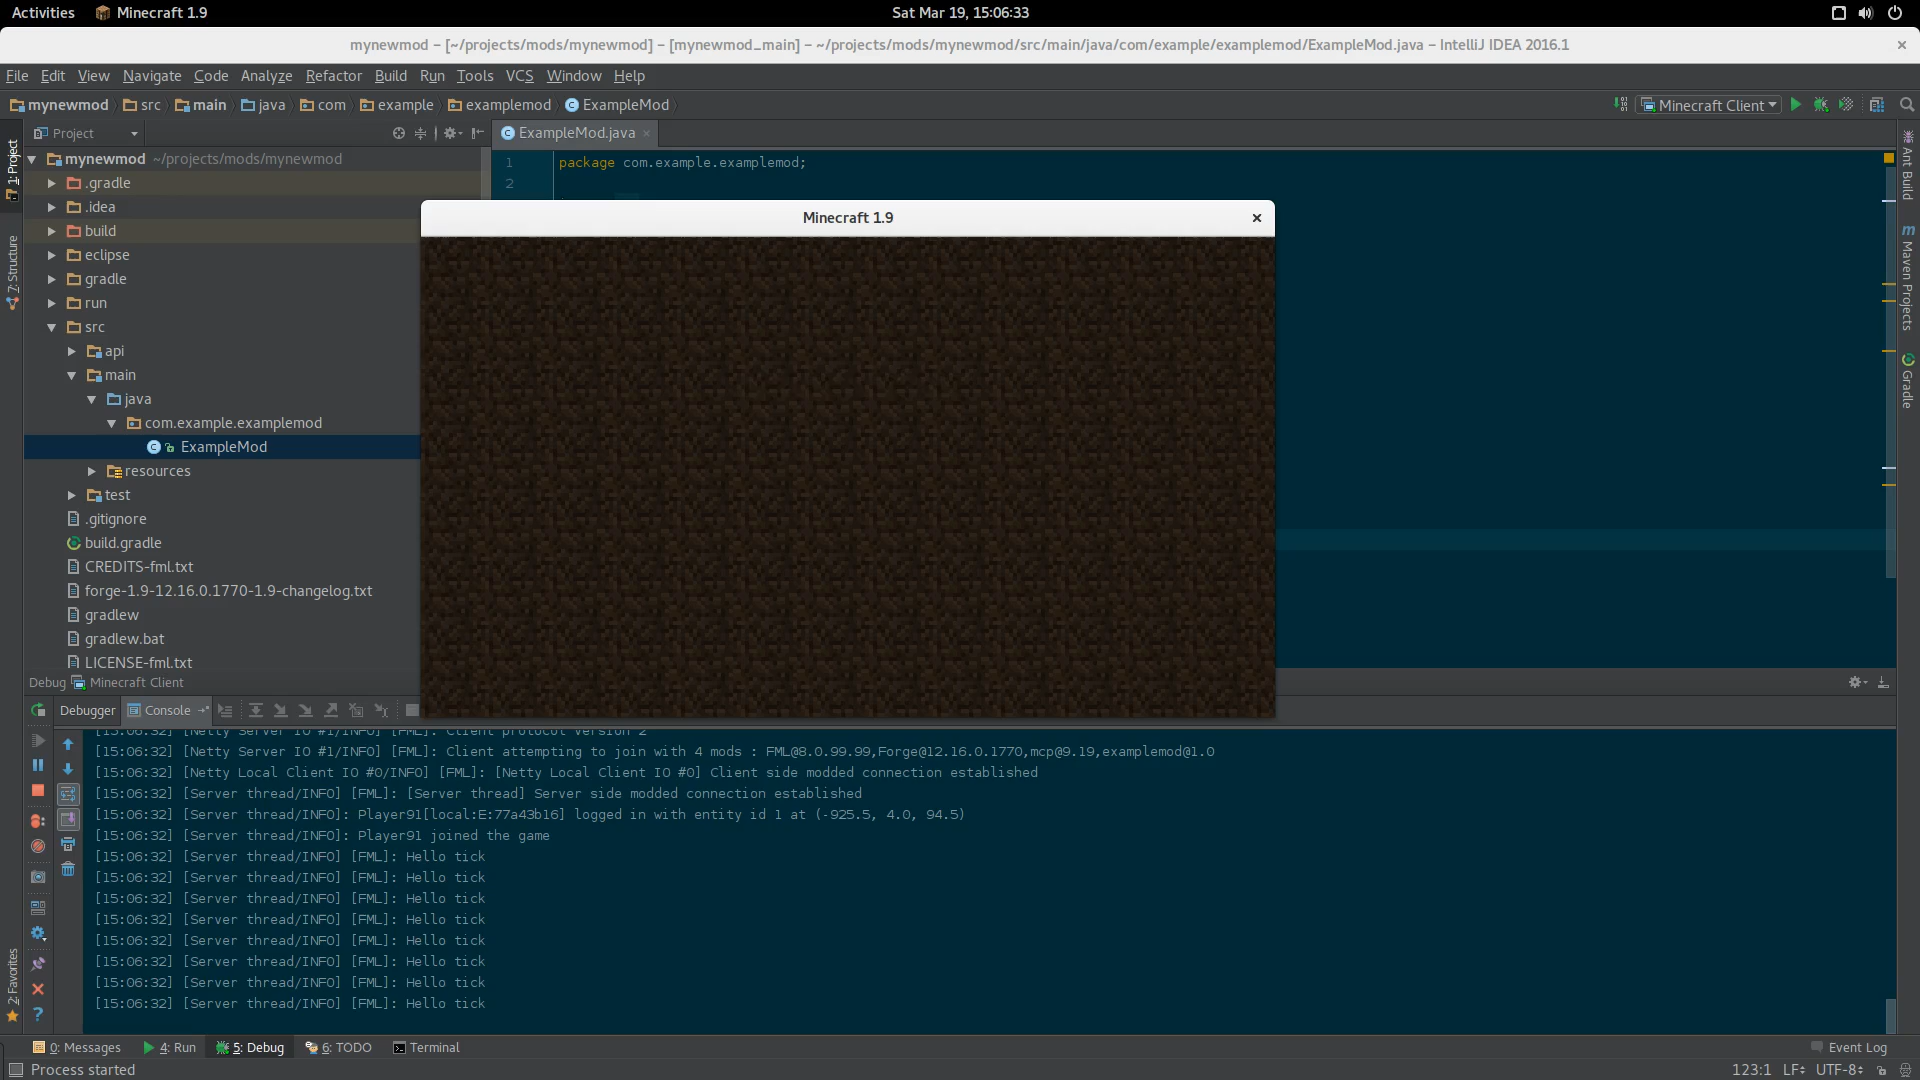 Activities Minecraft 1.9 Sat Mar 19, 15:06:33
mynewmod – [~/projects/mods/mynewmod] – [mynewmod_main] – ~/projects/mods/mynewmod/src/main/java/com/example/examplemod/ExampleMod.java – IntelliJ IDEA 2016.1
File Edit View Navigate Code Analyze Refactor Build Run Tools VCS Window Help
mynewmod src main java com example examplemod ExampleMod Minecraft Client
Project ExampleMod.java
1: Project
7: Structure
2: Favorites
mynewmod ~/projects/mods/mynewmod
.gradle
.idea
build
eclipse
gradle
run
src
api
main
java
com.example.examplemod
ExampleMod
resources
test
.gitignore
build.gradle
CREDITS-fml.txt
forge-1.9-12.16.0.1770-1.9-changelog.txt
gradlew
gradlew.bat
LICENSE-fml.txt
1 package com.example.examplemod;
2
Minecraft 1.9
Ant Build
Maven Projects
Gradle
Debug Minecraft Client
Debugger Console
[15:06:32] [Netty Server IO #1/INFO] [FML]: Client protocol version 2
[15:06:32] [Netty Server IO #1/INFO] [FML]: Client attempting to join with 4 mods : FML@8.0.99.99,Forge@12.16.0.1770,mcp@9.19,examplemod@1.0
[15:06:32] [Netty Local Client IO #0/INFO] [FML]: [Netty Local Client IO #0] Client side modded connection established
[15:06:32] [Server thread/INFO] [FML]: [Server thread] Server side modded connection established
[15:06:32] [Server thread/INFO]: Player91[local:E:77a43b16] logged in with entity id 1 at (-925.5, 4.0, 94.5)
[15:06:32] [Server thread/INFO]: Player91 joined the game
[15:06:32] [Server thread/INFO] [FML]: Hello tick
[15:06:32] [Server thread/INFO] [FML]: Hello tick
[15:06:32] [Server thread/INFO] [FML]: Hello tick
[15:06:32] [Server thread/INFO] [FML]: Hello tick
[15:06:32] [Server thread/INFO] [FML]: Hello tick
[15:06:32] [Server thread/INFO] [FML]: Hello tick
[15:06:32] [Server thread/INFO] [FML]: Hello tick
[15:06:32] [Server thread/INFO] [FML]: Hello tick
0: Messages 4: Run 5: Debug 6: TODO Terminal Event Log
Process started 123:1 LF UTF-8